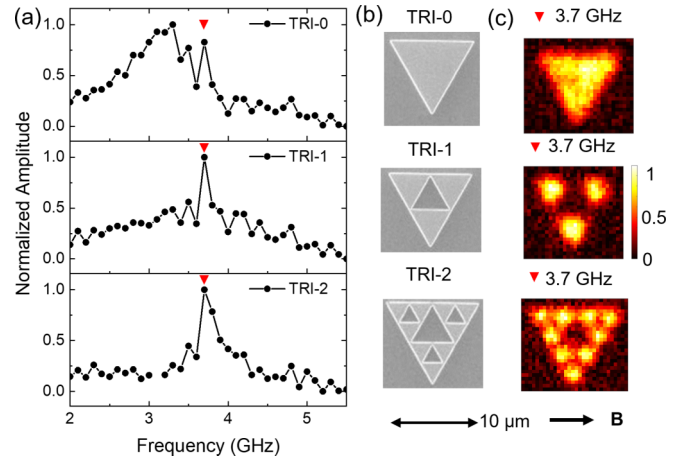 (a)
TRI-0
1.0
0.5
0.0
TRI-1
1.0
0.5
0.0
TRI-2
1.0
0.5
0.0
2 3 4 5
Normalized Amplitude
Frequency (GHz)
(b)
TRI-0
TRI-1
TRI-2
10 µm
(c)
3.7 GHz
3.7 GHz
1
0.5
0
3.7 GHz
B